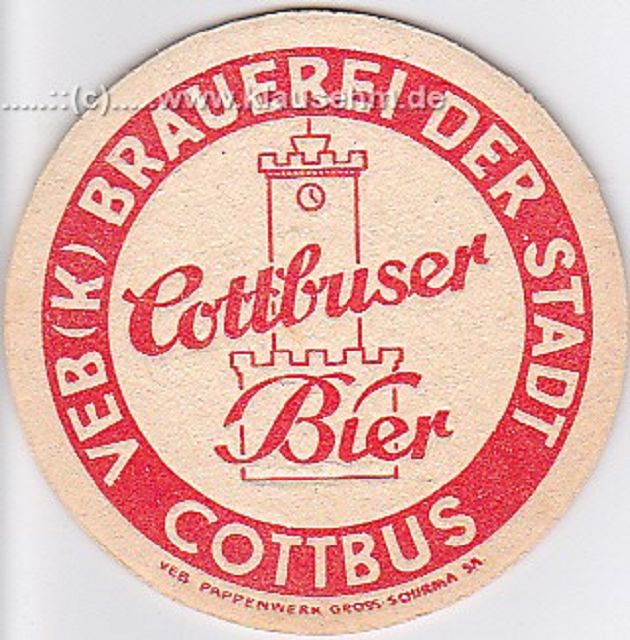 .....::(c)... .www.klausehm.de
VEB (K) BRAUEREI DER STADT
COTTBUS
Cottbuser
Bier
VEB PAPPENWERK GROSS-SCHIRMA SA